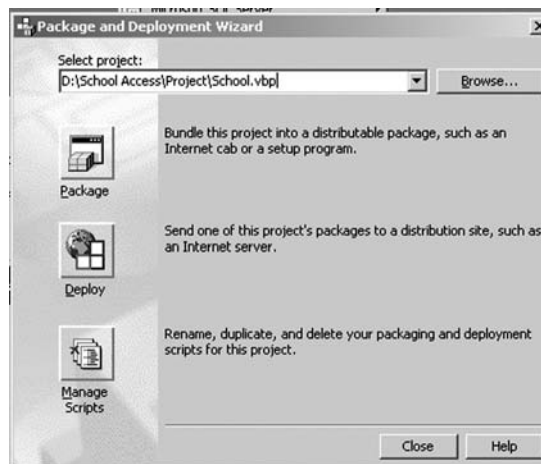 Package and Deployment Wizard
Select project:
D:\School Access\Project\School.vbp
Browse...
Bundle this project into a distributable package, such as an
Internet cab or a setup program.
Package
Send one of this project's packages to a distribution site, such as
an Internet server.
Deploy
Rename, duplicate, and delete your packaging and deployment
scripts for this project.
Manage
Scripts
Close
Help